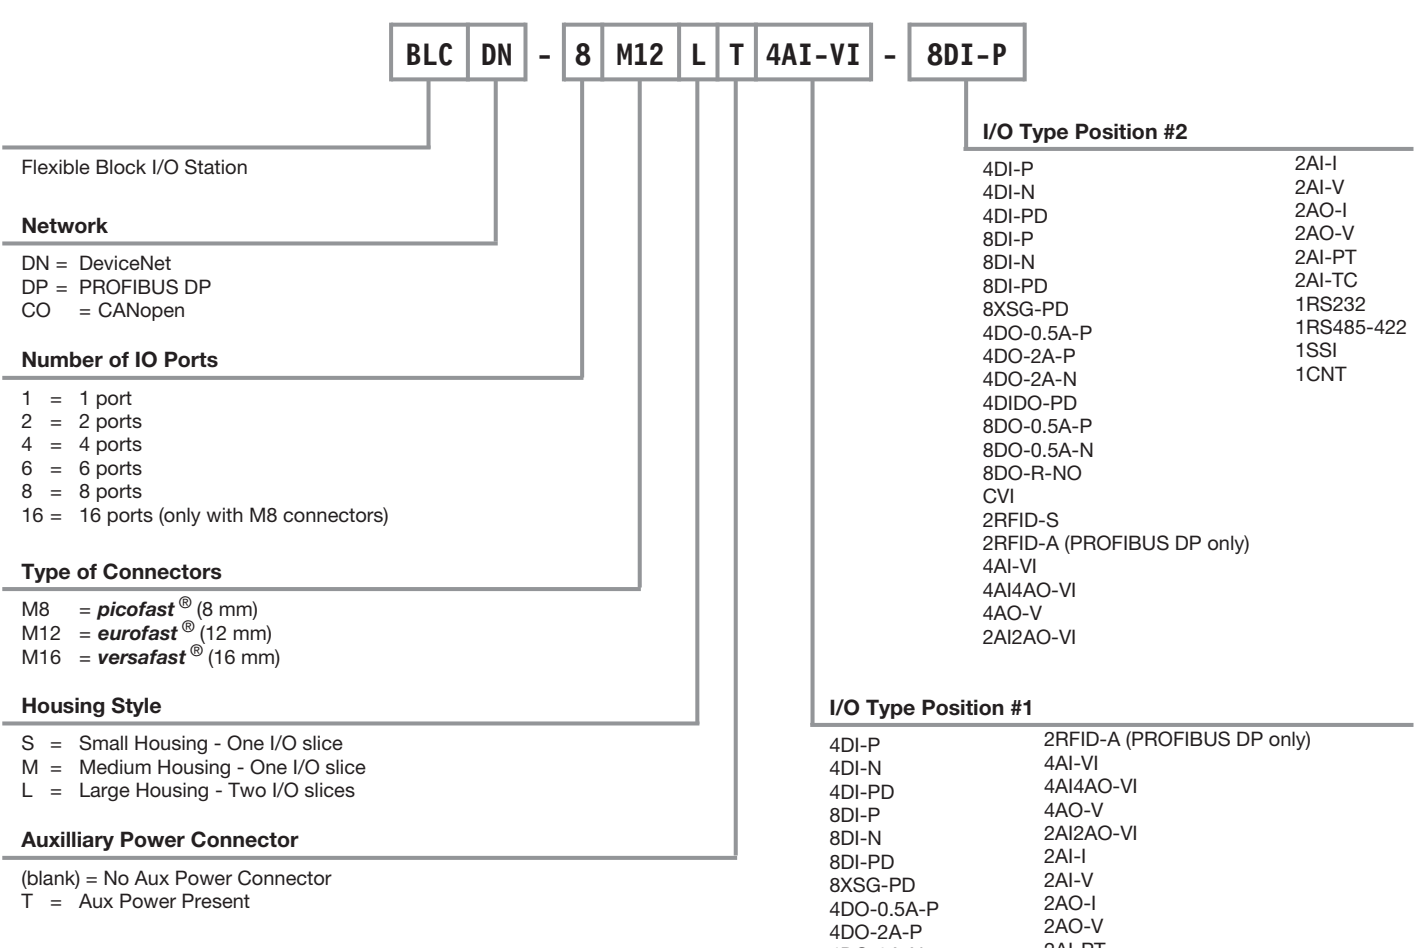 BLC DN - 8 M12 L T 4AI-VI - 8DI-P
Flexible Block I/O Station
Network
DN = DeviceNet
DP = PROFIBUS DP
CO = CANopen
Number of IO Ports
1 = 1 port
2 = 2 ports
4 = 4 ports
6 = 6 ports
8 = 8 ports
16 = 16 ports (only with M8 connectors)
Type of Connectors
M8 = picofast ® (8 mm)
M12 = eurofast ® (12 mm)
M16 = versafast ® (16 mm)
Housing Style
S = Small Housing - One I/O slice
M = Medium Housing - One I/O slice
L = Large Housing - Two I/O slices
Auxilliary Power Connector
(blank) = No Aux Power Connector
T = Aux Power Present
I/O Type Position #2
4DI-P
4DI-N
4DI-PD
8DI-P
8DI-N
8DI-PD
8XSG-PD
4DO-0.5A-P
4DO-2A-P
4DO-2A-N
4DIDO-PD
8DO-0.5A-P
8DO-0.5A-N
8DO-R-NO
CVI
2RFID-S
2RFID-A (PROFIBUS DP only)
4AI-VI
4AI4AO-VI
4AO-V
2AI2AO-VI
2AI-I
2AI-V
2AO-I
2AO-V
2AI-PT
2AI-TC
1RS232
1RS485-422
1SSI
1CNT
I/O Type Position #1
4DI-P
4DI-N
4DI-PD
8DI-P
8DI-N
8DI-PD
8XSG-PD
4DO-0.5A-P
4DO-2A-P
2RFID-A (PROFIBUS DP only)
4AI-VI
4AI4AO-VI
4AO-V
2AI2AO-VI
2AI-I
2AI-V
2AO-I
2AO-V
2AI-PT